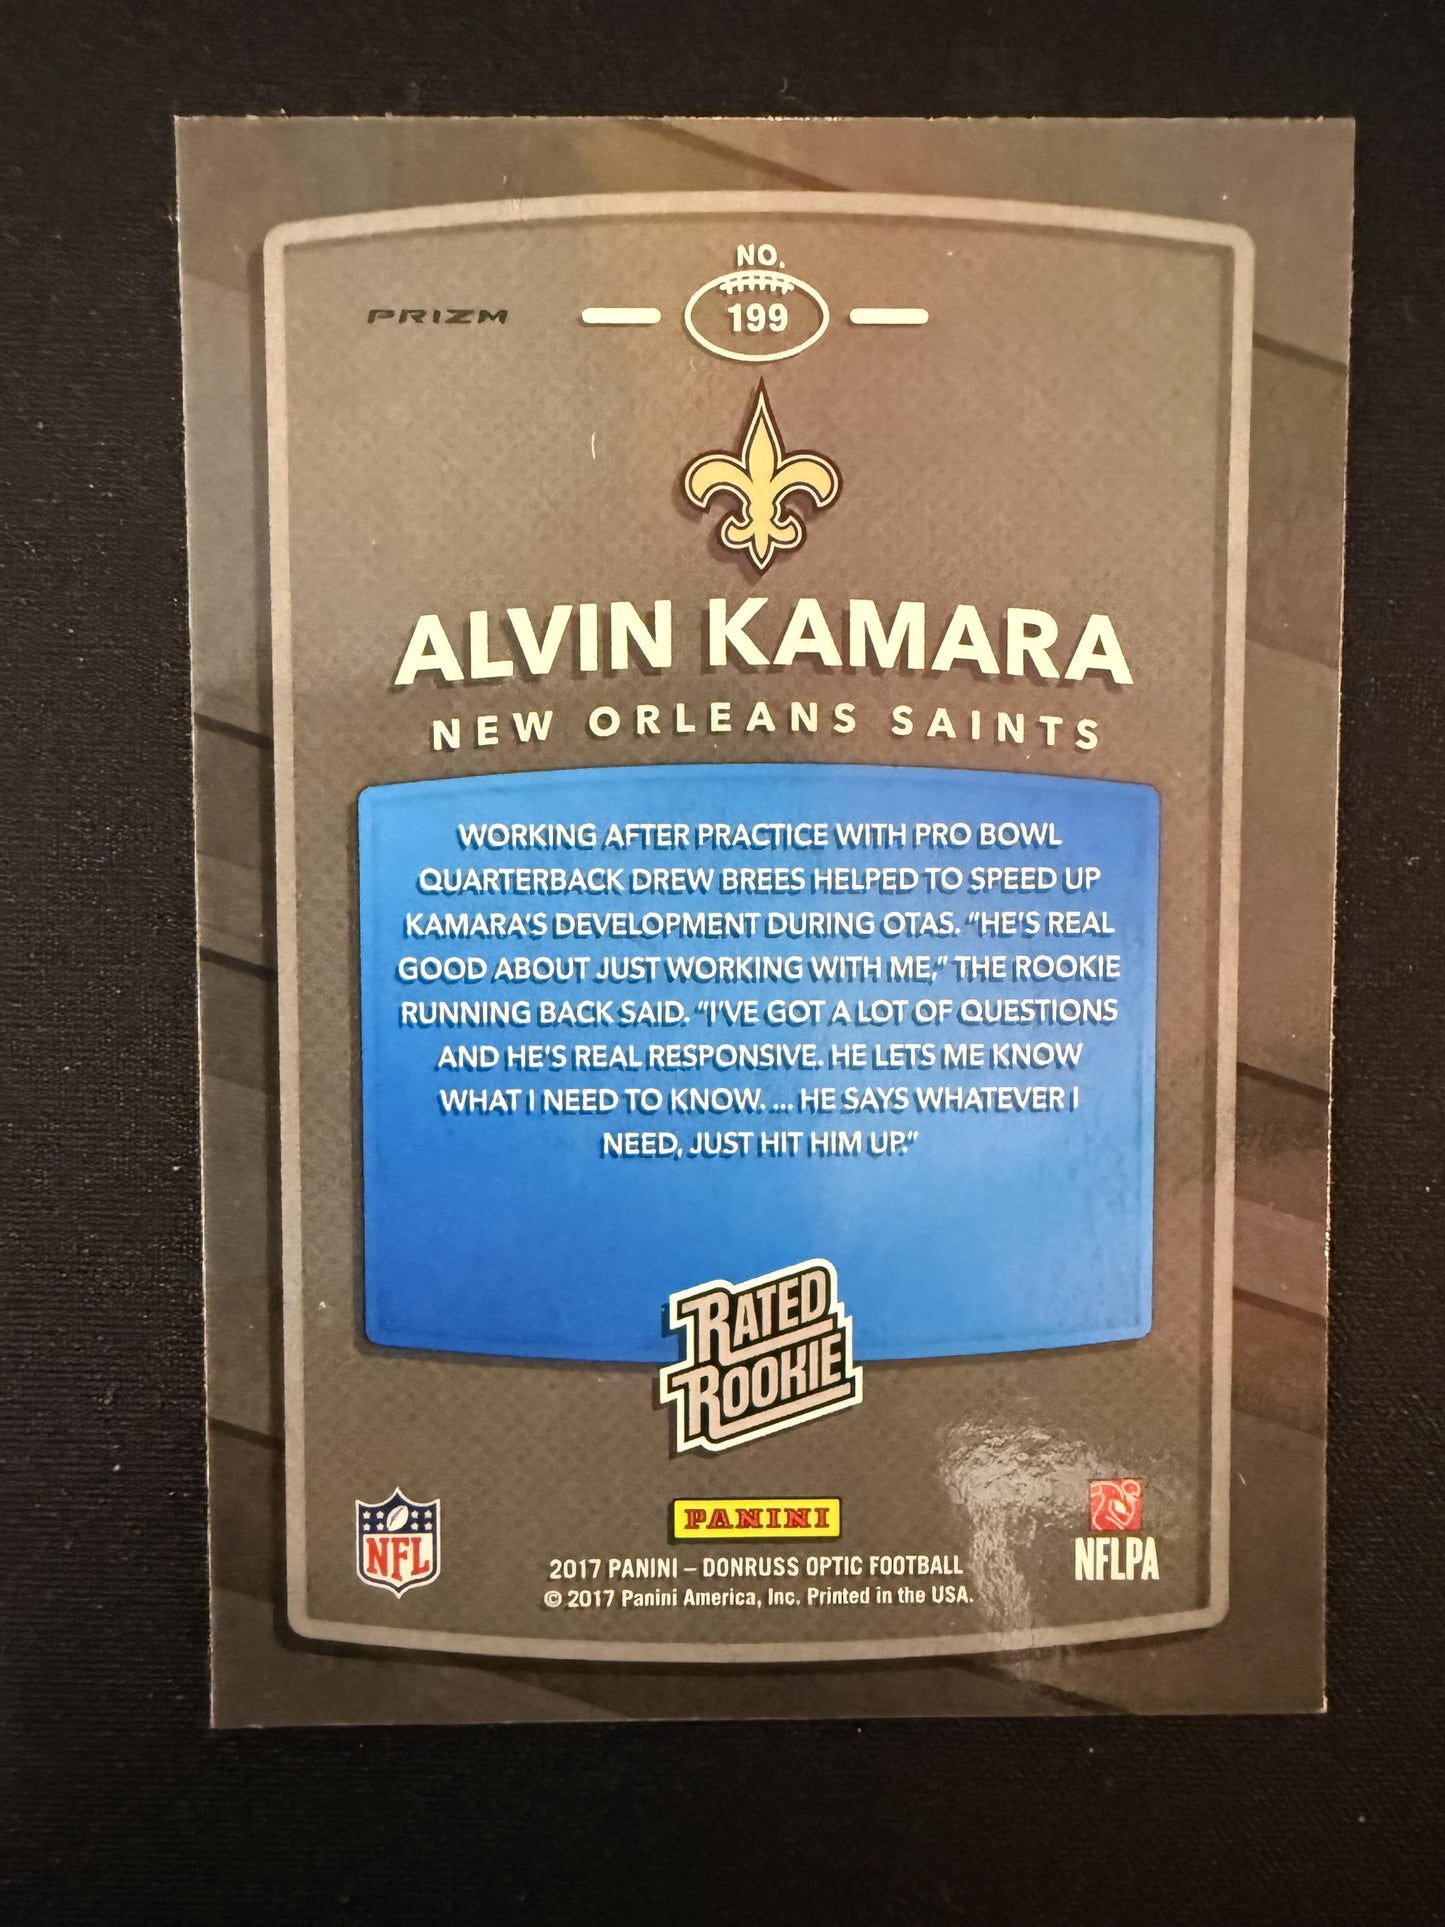 NO.
PRIZM
199
ALVIN KAMARA
NEW ORLEANS SAINTS
WORKING AFTER PRACTICE WITH PRO BOWL
QUARTERBACK DREW BREES HELPED TO SPEED UP
KAMARA'S DEVELOPMENT DURING OTAS. "HE'S REAL
GOOD ABOUT JUST WORKING WITH ME," THE ROOKIE
RUNNING BACK SAID. "I'VE GOT A LOT OF QUESTIONS
AND HE'S REAL RESPONSIVE. HE LETS ME KNOW
WHAT I NEED TO KNOW. ... HE SAYS WHATEVER I
NEED, JUST HIT HIM UP."
RATED
ROOKIE
NFL
PANINI
NFLPA
2017 PANINI – DONRUSS OPTIC FOOTBALL
© 2017 Panini America, Inc. Printed in the USA.